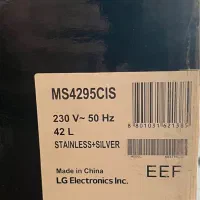 MS4295CIS
230 V~ 50 Hz
42 L
STAINLESS+SILVER
Made in China
LG Electronics Inc.
EEF